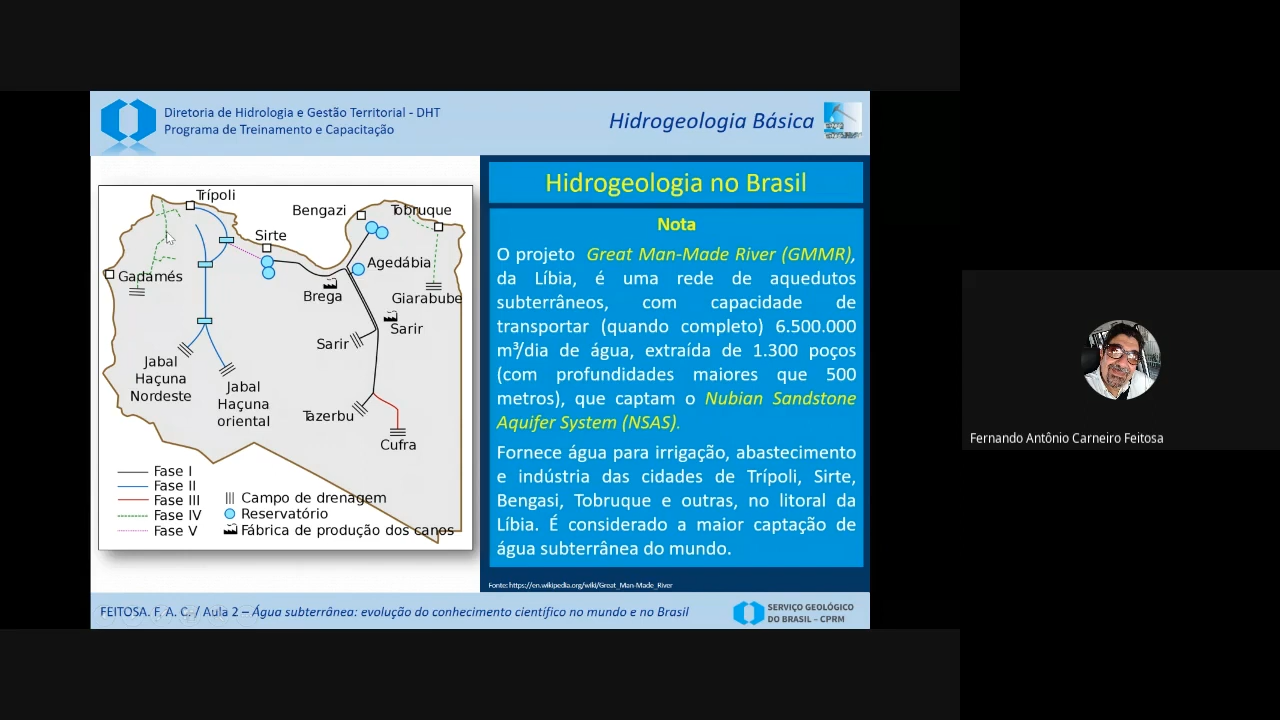 Diretoria de Hidrologia e Gestão Territorial - DHT
Programa de Treinamento e Capacitação
Hidrogeologia Básica
Trípoli
Bengazi
Tobruque
Sirte
Agedábia
Gadamés
Brega
Giarabube
Sarir
Sarir
Jabal
Haçuna
Nordeste
Jabal
Haçuna
oriental
Tazerbu
Cufra
Fase I
Fase II
Fase III
Fase IV
Fase V
Campo de drenagem
Reservatório
Fábrica de produção dos canos
Hidrogeologia no Brasil
Nota
O projeto Great Man-Made River (GMMR),
da Líbia, é uma rede de aquedutos
subterrâneos, com capacidade de
transportar (quando completo) 6.500.000
m³/dia de água, extraída de 1.300 poços
(com profundidades maiores que 500
metros), que captam o Nubian Sandstone
Aquifer System (NSAS).
Fornece água para irrigação, abastecimento
e indústria das cidades de Trípoli, Sirte,
Bengasi, Tobruque e outras, no litoral da
Líbia. É considerado a maior captação de
água subterrânea do mundo.
Fonte: https://en.wikipedia.org/wiki/Great_Man-Made_River
FEITOSA. F. A. C. / Aula 2 – Água subterrânea: evolução do conhecimento científico no mundo e no Brasil
SERVIÇO GEOLÓGICO
DO BRASIL – CPRM
Fernando Antônio Carneiro Feitosa